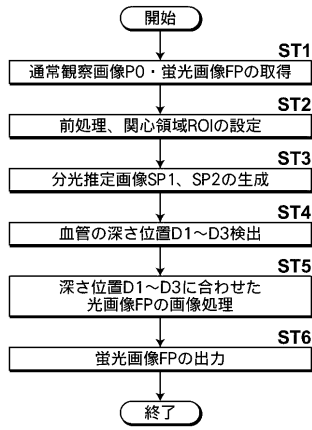 開始
ST1
通常観察画像P0・蛍光画像FPの取得
ST2
前処理、関心領域ROIの設定
ST3
分光推定画像SP1、SP2の生成
ST4
血管の深さ位置D1～D3検出
ST5
深さ位置D1～D3に合わせた
光画像FPの画像処理
ST6
蛍光画像FPの出力
終了